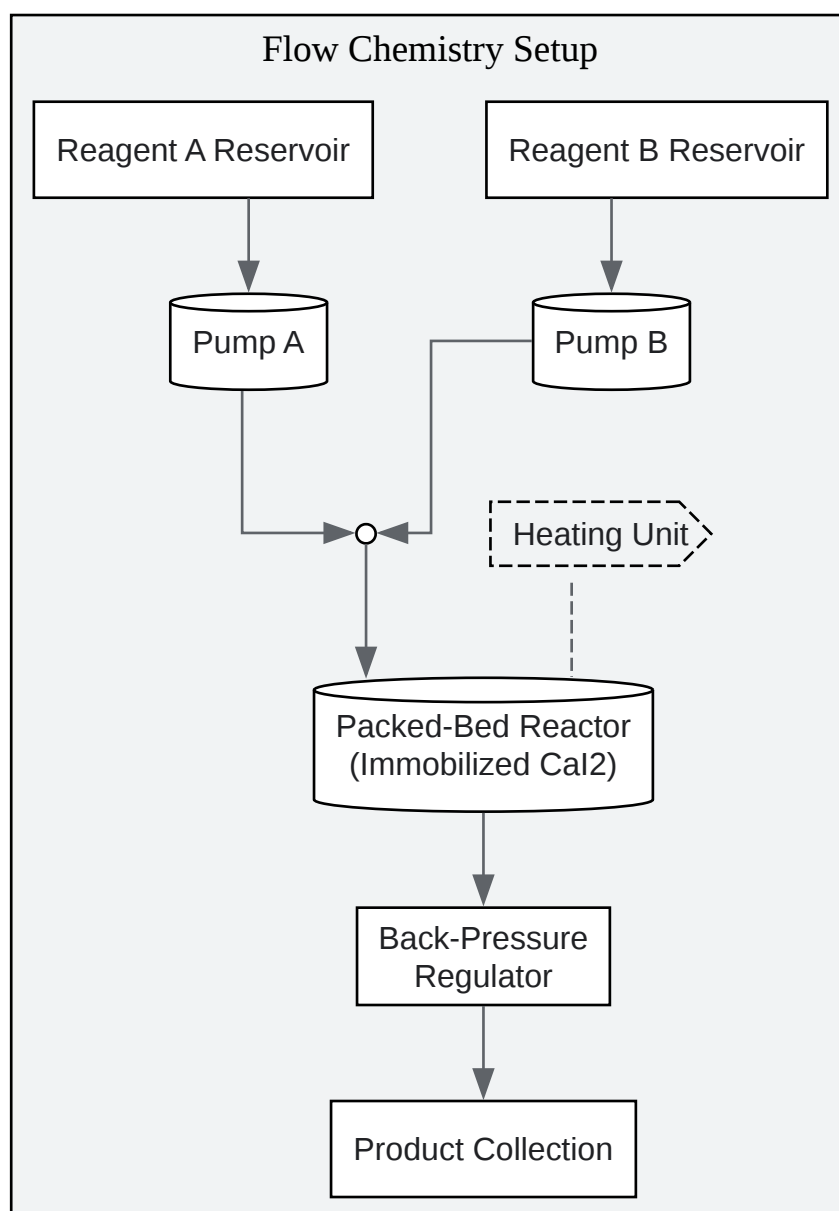 Flow Chemistry Setup
Reagent A Reservoir
Reagent B Reservoir
Pump A
Pump B
Heating Unit
Packed-Bed Reactor
(Immobilized CaI2)
Back-Pressure
Regulator
Product Collection